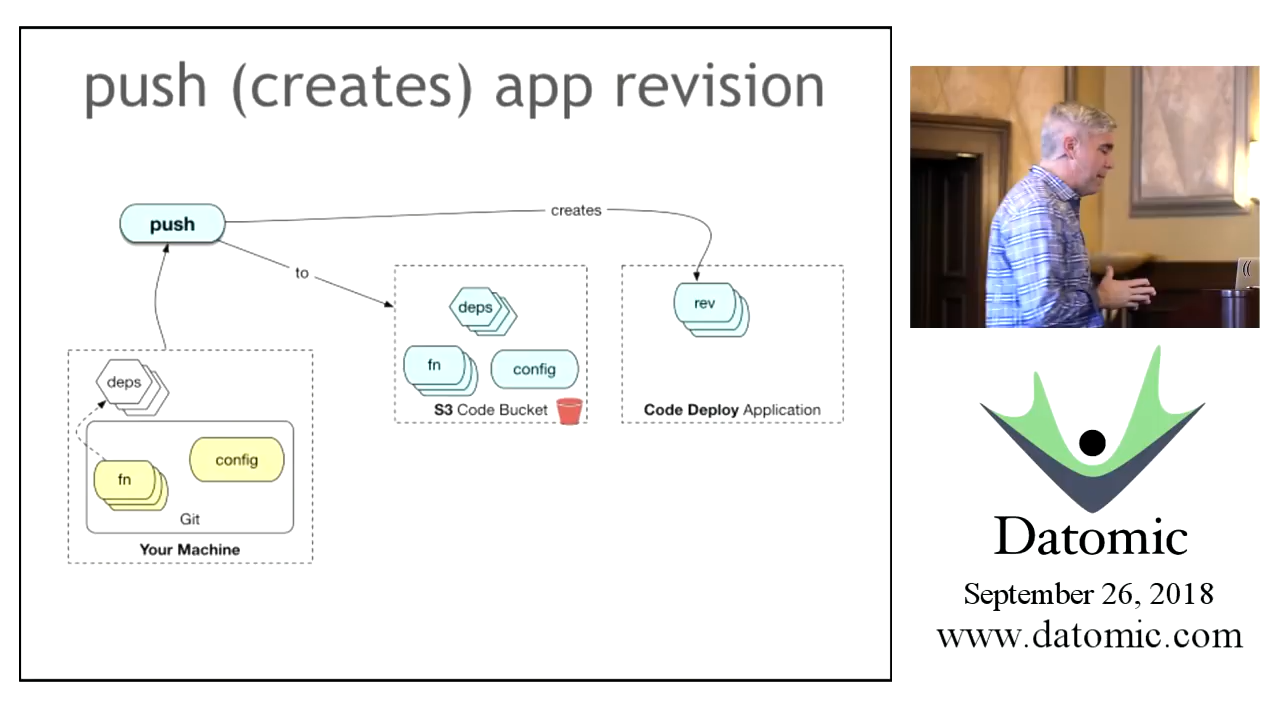 push (creates) app revision
push
creates
to
deps
fn
config
S3 Code Bucket
rev
Code Deploy Application
deps
config
fn
Git
Your Machine
Datomic
September 26, 2018
www.datomic.com